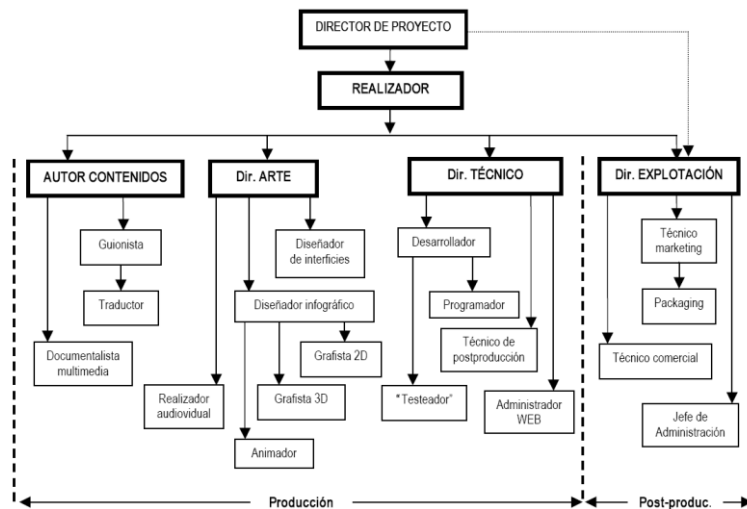 DIRECTOR DE PROYECTO
REALIZADOR
AUTOR CONTENIDOS
Dir. ARTE
Dir. TÉCNICO
Dir. EXPLOTACIÓN
Guionista
Traductor
Documentalista
multimedia
Diseñador
de interficies
Diseñador infográfico
Grafista 2D
Grafista 3D
Realizador
audiovidual
Animador
Desarrollador
Programador
Técnico de
postproducción
"Testeador"
Administrador
WEB
Técnico
marketing
Packaging
Técnico comercial
Jefe de
Administración
Producción
Post-produc.